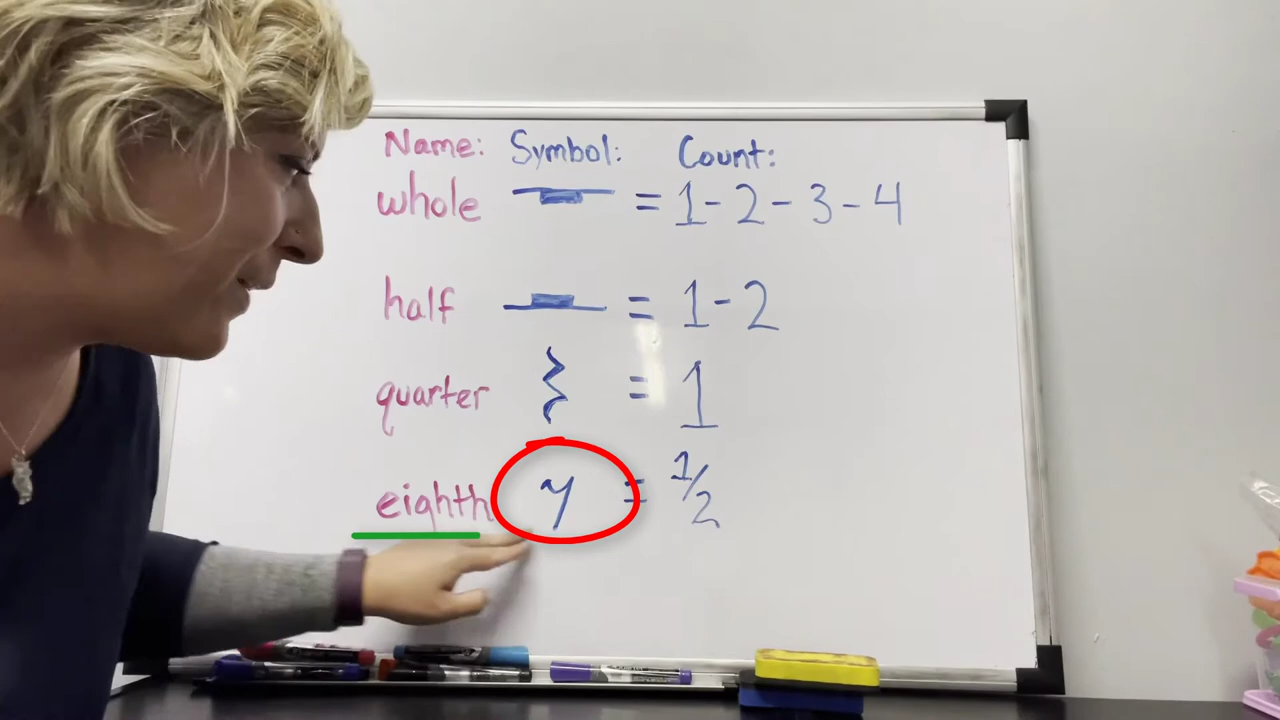 Name: Symbol: Count:
whole = 1-2-3-4
half = 1-2
quarter = 1
eighth = 1/2